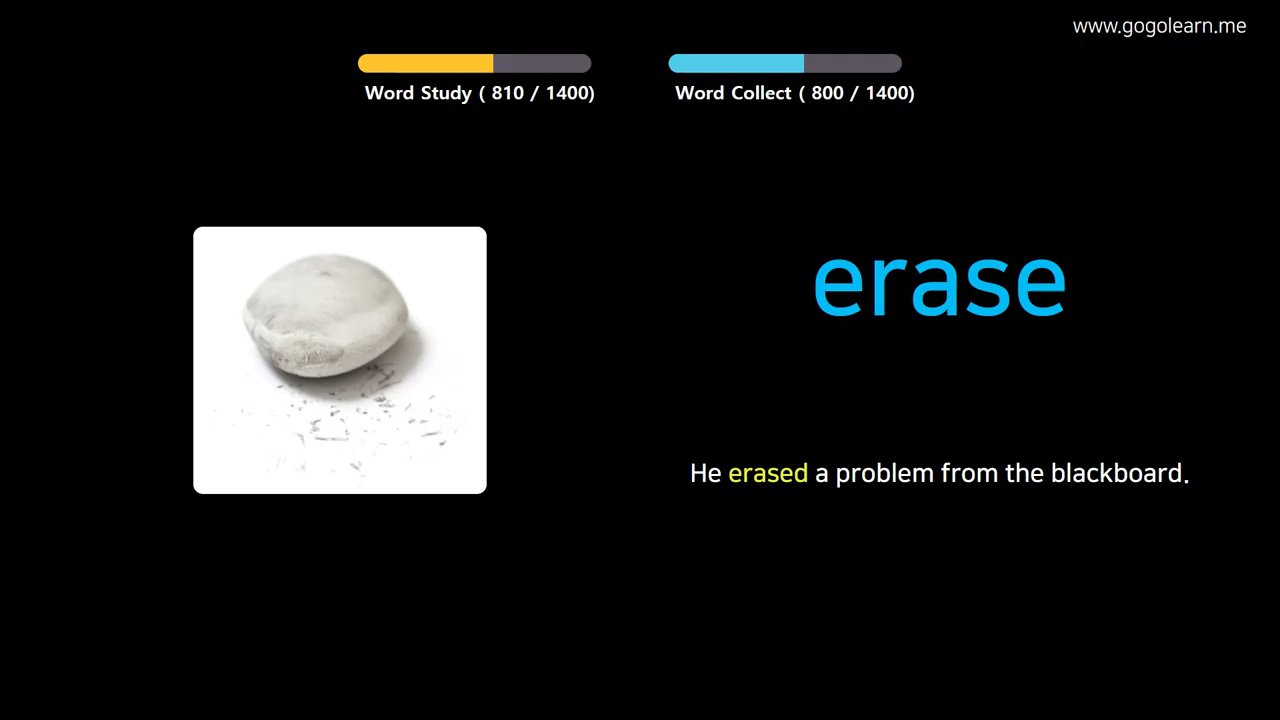 www.gogolearn.me
Word Study ( 810 / 1400)
Word Collect ( 800 / 1400)
erase
He erased a problem from the blackboard.